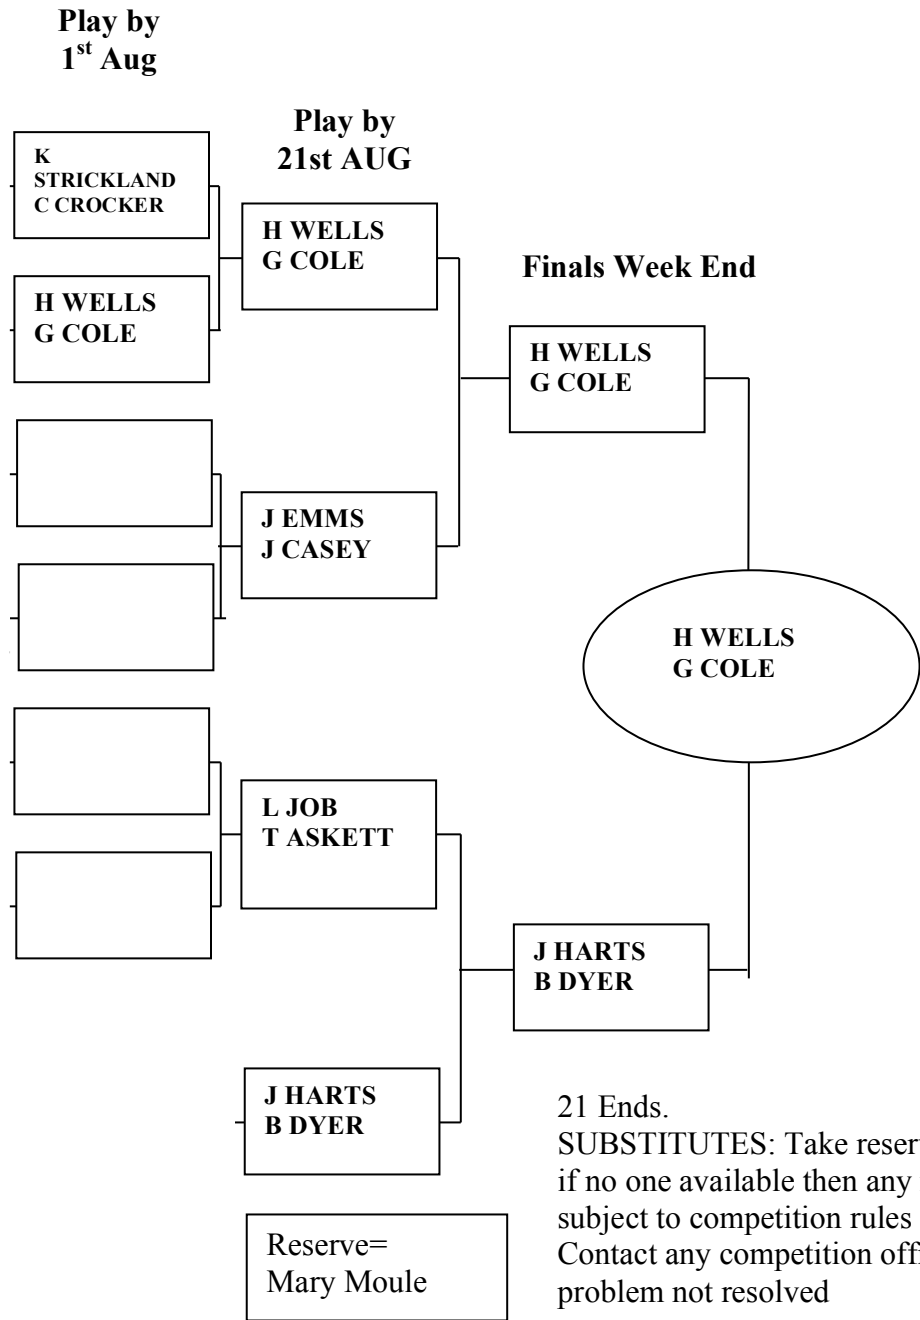 Play by
1st Aug
Play by
21st AUG
Finals Week End
K
STRICKLAND
C CROCKER
H WELLS
G COLE
H WELLS
G COLE
J EMMS
J CASEY
L JOB
T ASKETT
J HARTS
B DYER
H WELLS
G COLE
J HARTS
B DYER
H WELLS
G COLE
Reserve=
Mary Moule
21 Ends.
SUBSTITUTES: Take
if no one available then any
subject to competition rules
Contact any competition
problem not resolved